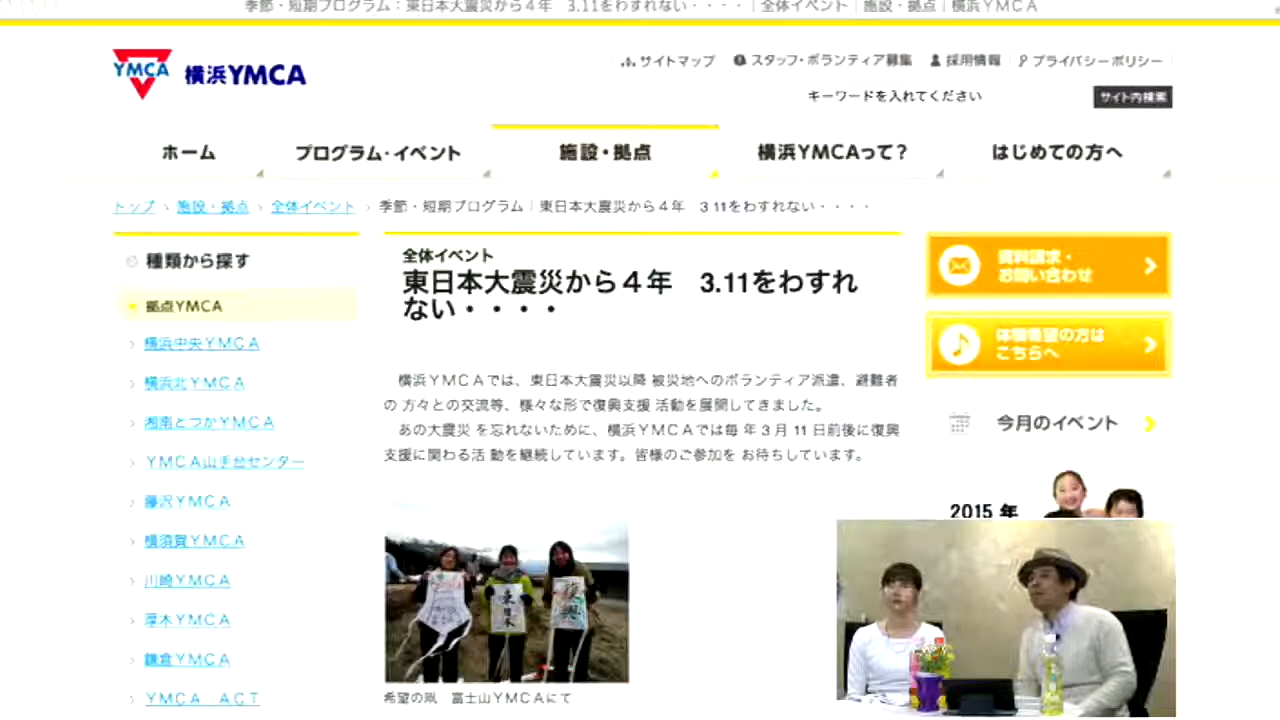 季節・短期プログラム：東日本大震災から４年　3.11をわすれない・・・・｜全体イベント｜施設・拠点｜横浜ＹＭＣＡ
YMCA 横浜YMCA
サイトマップ スタッフ・ボランティア募集 採用情報 プライバシーポリシー
キーワードを入れてください サイト内検索
ホーム プログラム・イベント 施設・拠点 横浜YMCAって？ はじめての方へ
トップ › 施設・拠点 › 全体イベント › 季節・短期プログラム｜東日本大震災から４年　3.11をわすれない・・・・
種類から探す
拠点YMCA
横浜中央ＹＭＣＡ
横浜北ＹＭＣＡ
湘南とつかＹＭＣＡ
ＹＭＣＡ山手台センター
藤沢ＹＭＣＡ
横須賀ＹＭＣＡ
川崎ＹＭＣＡ
厚木ＹＭＣＡ
鎌倉ＹＭＣＡ
ＹＭＣＡ　ＡＣＴ
全体イベント
東日本大震災から４年　3.11をわすれ
ない・・・・
横浜ＹＭＣＡでは、東日本大震災以降 被災地へのボランティア派遣、避難者
の 方々との交流等、様々な形で復興支援 活動を展開してきました。
あの大震災 を忘れないために、横浜ＹＭＣＡでは毎 年 3 月 11 日前後に復興
支援に関わる活 動を継続しています。皆様のご参加を お待ちしています。
東日本
復興
希望の凧　富士山ＹＭＣＡにて
資料請求・
お問い合わせ
体験希望の方は
こちらへ
今月のイベント
2015 年